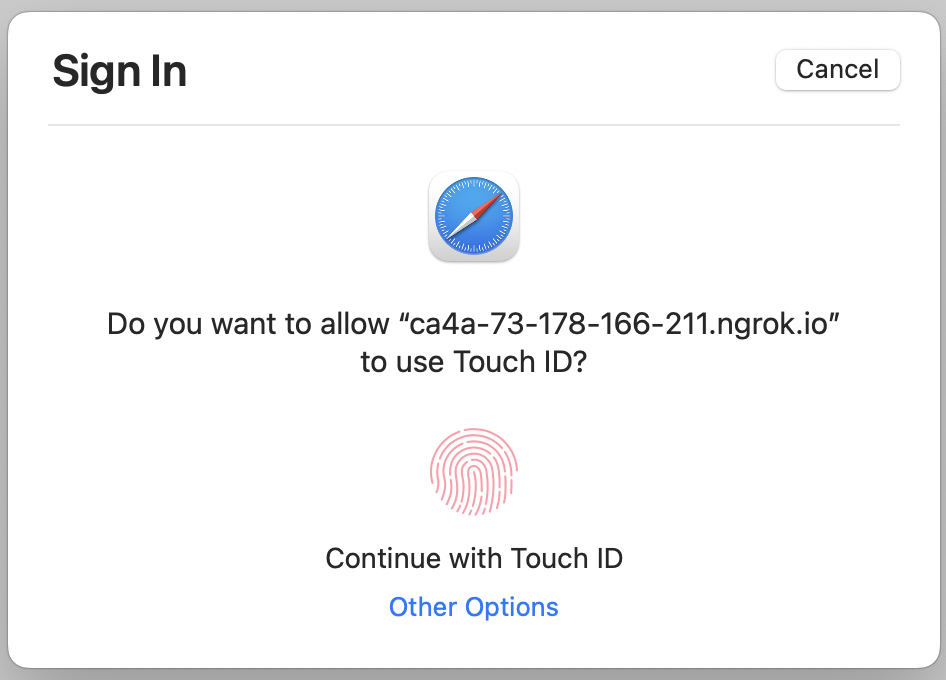 Sign In
Cancel
Do you want to allow “ca4a-73-178-166-211.ngrok.io”
to use Touch ID?
Continue with Touch ID
Other Options